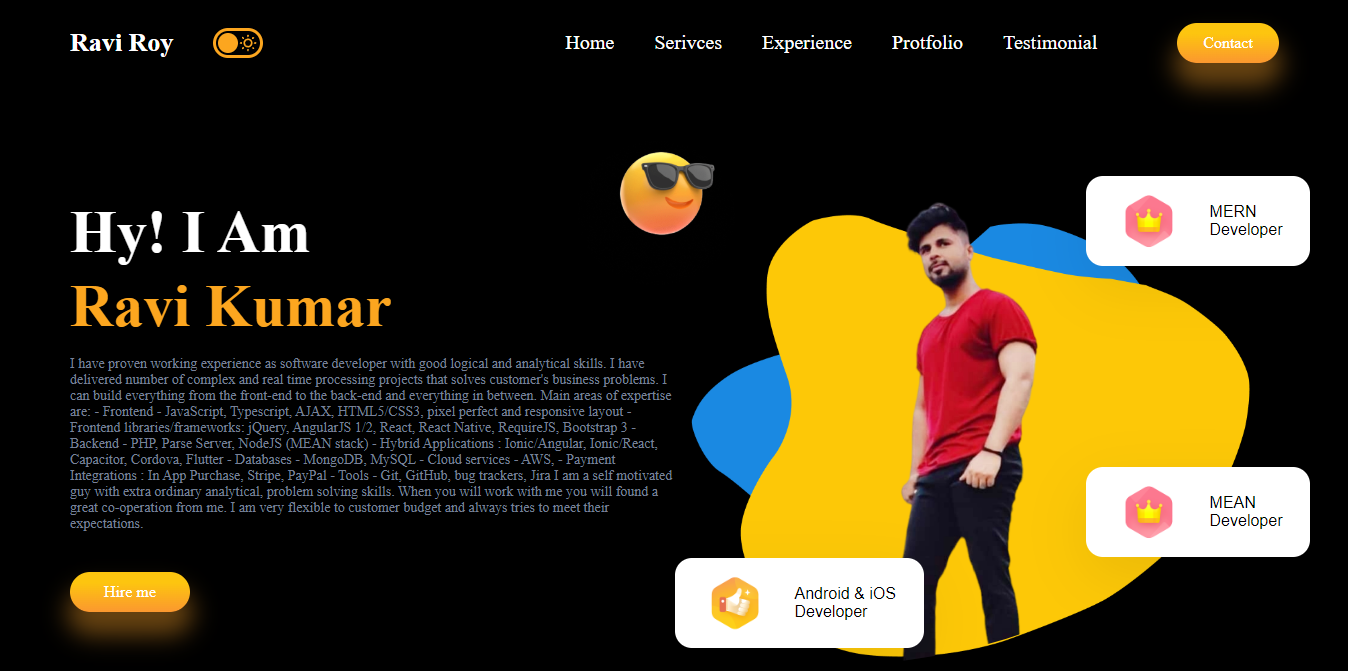 Ravi Roy
Home
Serivces
Experience
Protfolio
Testimonial
Contact
Hy! I Am
Ravi Kumar
I have proven working experience as software developer with good logical and analytical skills. I have
delivered number of complex and real time processing projects that solves customer's business problems. I
can build everything from the front-end to the back-end and everything in between. Main areas of expertise
are: - Frontend - JavaScript, Typescript, AJAX, HTML5/CSS3, pixel perfect and responsive layout -
Frontend libraries/frameworks: jQuery, AngularJS 1/2, React, React Native, RequireJS, Bootstrap 3 -
Backend - PHP, Parse Server, NodeJS (MEAN stack) - Hybrid Applications : Ionic/Angular, Ionic/React,
Capacitor, Cordova, Flutter - Databases - MongoDB, MySQL - Cloud services - AWS, - Payment
Integrations : In App Purchase, Stripe, PayPal - Tools - Git, GitHub, bug trackers, Jira I am a self motivated
guy with extra ordinary analytical, problem solving skills. When you will work with me you will found a
great co-operation from me. I am very flexible to customer budget and always tries to meet their
expectations.
Hire me
MERN
Developer
MEAN
Developer
Android & iOS
Developer